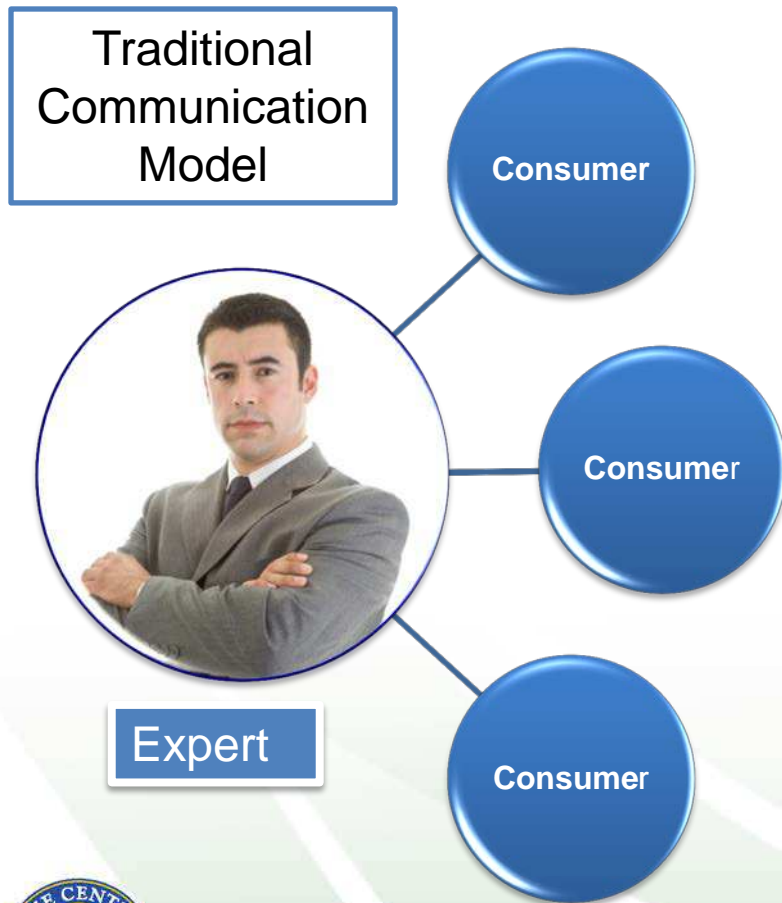 Traditional
Communication
Model
Consumer
Consumer
Expert
Consumer